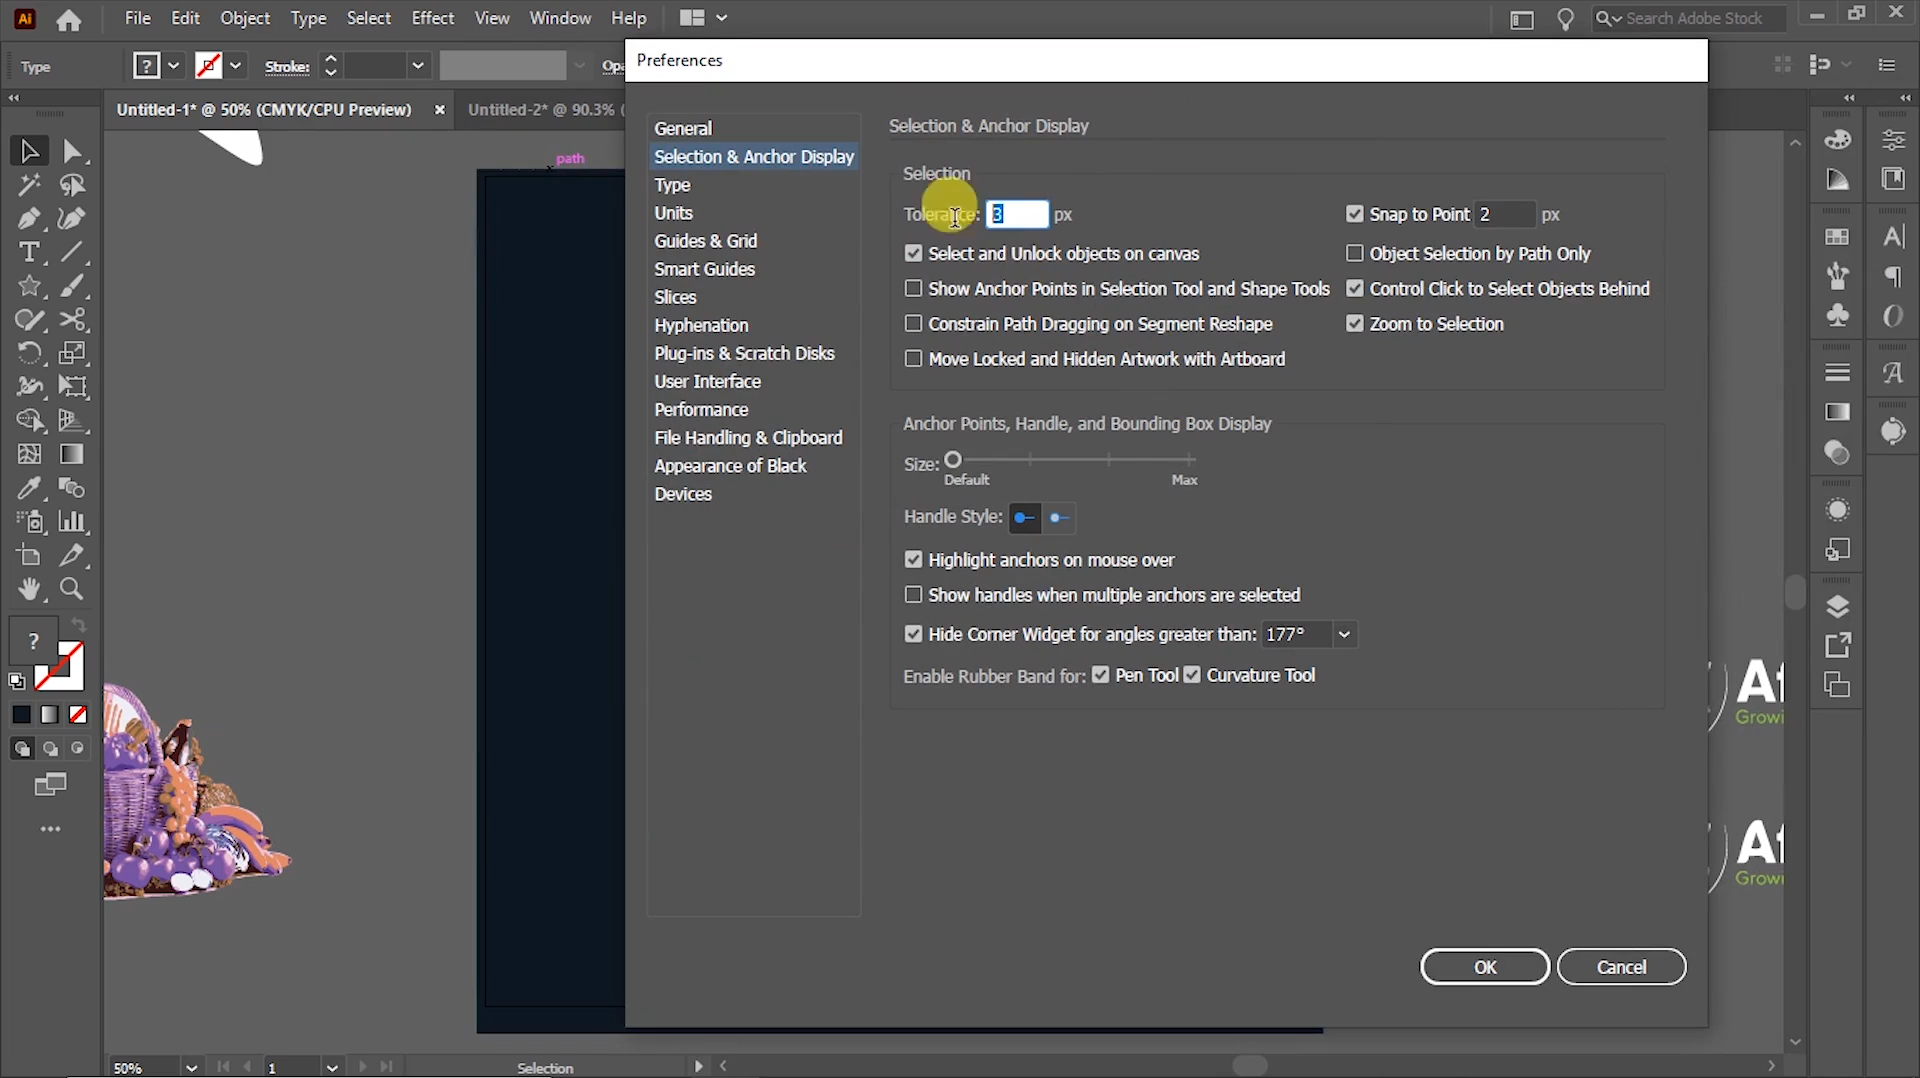 File Edit Object Type Select Effect View Window Help
Search Adobe Stock
Type
Stroke:
Opa
Preferences
Untitled-1* @ 50% (CMYK/CPU Preview) ×
Untitled-2* @ 90.3% (
path
General
Selection & Anchor Display
Type
Units
Guides & Grid
Smart Guides
Slices
Hyphenation
Plug-ins & Scratch Disks
User Interface
Performance
File Handling & Clipboard
Appearance of Black
Devices
Selection & Anchor Display
Selection
Tolerance: 3 px
Snap to Point 2 px
Select and Unlock objects on canvas
Object Selection by Path Only
Show Anchor Points in Selection Tool and Shape Tools
Control Click to Select Objects Behind
Constrain Path Dragging on Segment Reshape
Zoom to Selection
Move Locked and Hidden Artwork with Artboard
Anchor Points, Handle, and Bounding Box Display
Size:
Default Max
Handle Style:
Highlight anchors on mouse over
Show handles when multiple anchors are selected
Hide Corner Widget for angles greater than: 177°
Enable Rubber Band for: Pen Tool Curvature Tool
OK Cancel
Af
Growi
Af
Growi
50% 1 Selection